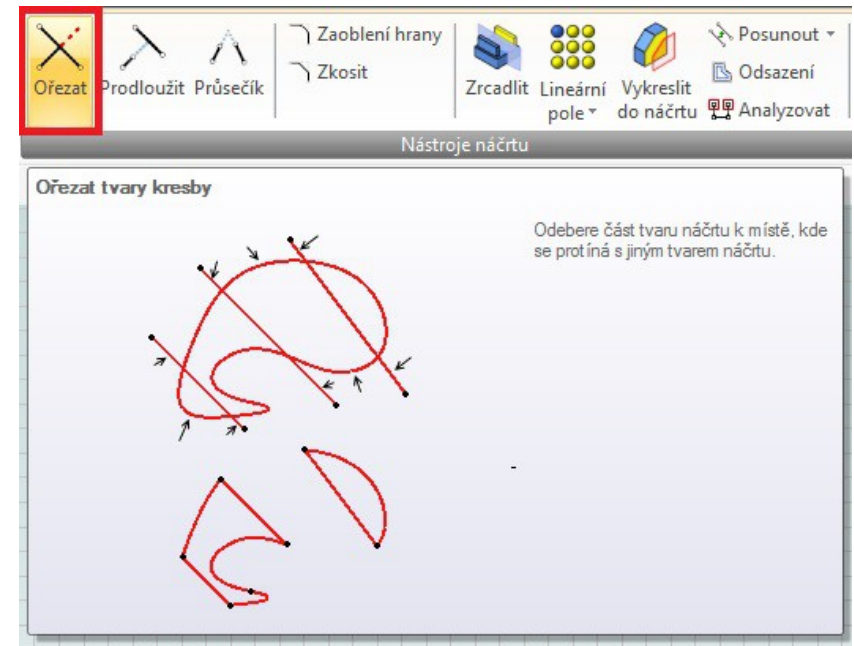 Ořezat Prodloužit Průsečík
Zaoblení hrany
Zkosit
Zrcadlit Lineární pole Vykreslit do náčrtu
Posunout
Odsazení
Analyzovat
Nástroje náčrtu
Ořezat tvary kresby
Odebere část tvaru náčrtu k místě, kde
se protíná s jiným tvarem náčrtu.